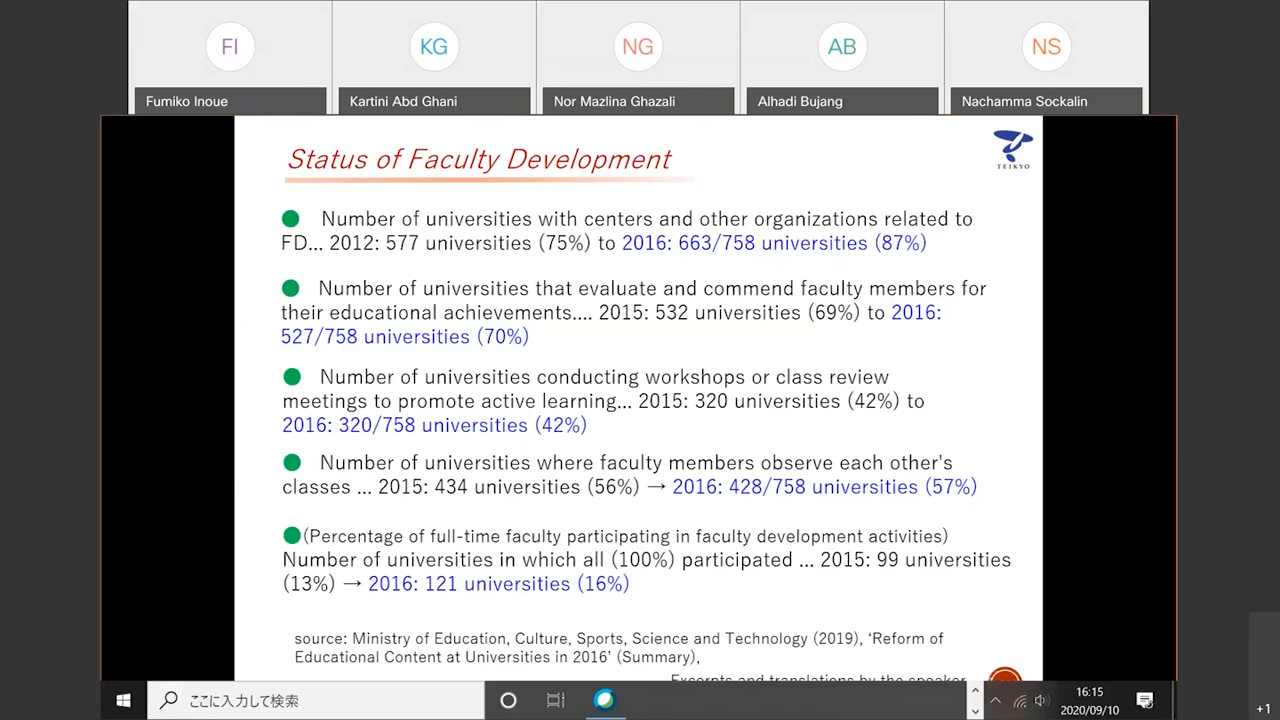 FI
KG
NG
AB
NS
Fumiko Inoue
Kartini Abd Ghani
Nor Mazlina Ghazali
Alhadi Bujang
Nachamma Sockalin
Status of Faculty Development
TEIKYO
Number of universities with centers and other organizations related to
FD... 2012: 577 universities (75%) to 2016: 663/758 universities (87%)
Number of universities that evaluate and commend faculty members for
their educational achievements.... 2015: 532 universities (69%) to 2016:
527/758 universities (70%)
Number of universities conducting workshops or class review
meetings to promote active learning... 2015: 320 universities (42%) to
2016: 320/758 universities (42%)
Number of universities where faculty members observe each other's
classes ... 2015: 434 universities (56%) → 2016: 428/758 universities (57%)
(Percentage of full-time faculty participating in faculty development activities)
Number of universities in which all (100%) participated ... 2015: 99 universities
(13%) → 2016: 121 universities (16%)
source: Ministry of Education, Culture, Sports, Science and Technology (2019), ‘Reform of
Educational Content at Universities in 2016’ (Summary),
Excerpts and translations by the speaker
ここに入力して検索
16:15
2020/09/10
+1